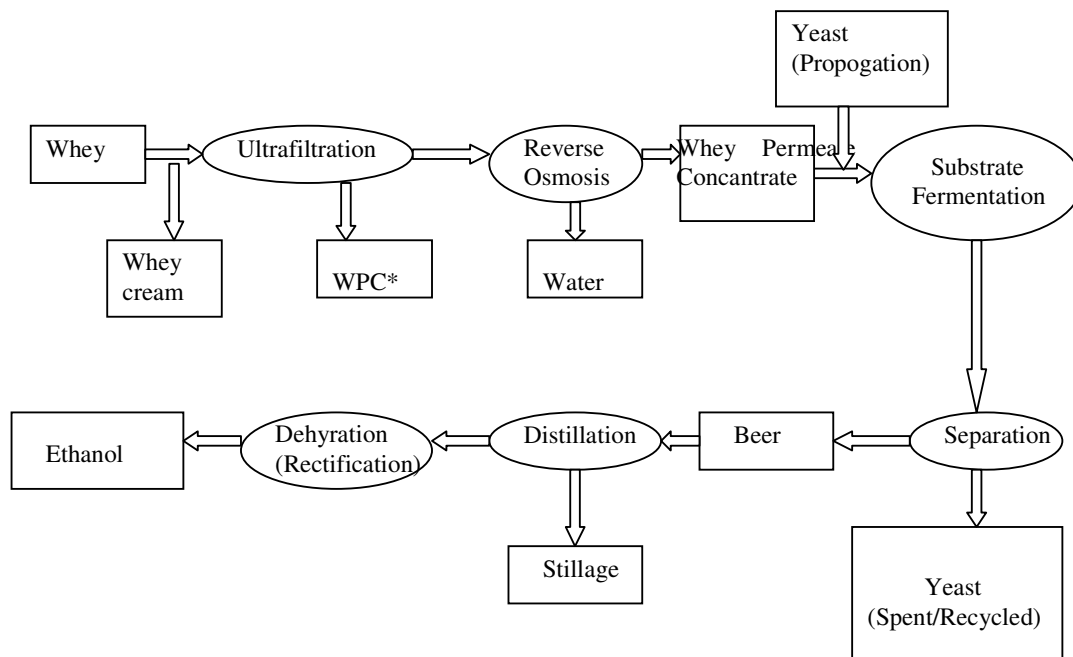 Yeast
(Propogation)
Whey
Ultrafiltration
Reverse
Osmosis
Whey Permeate
Concantrate
Substrate
Fermentation
Whey
cream
WPC*
Water
Ethanol
Dehyration
(Rectification)
Distillation
Beer
Separation
Stillage
Yeast
(Spent/Recycled)